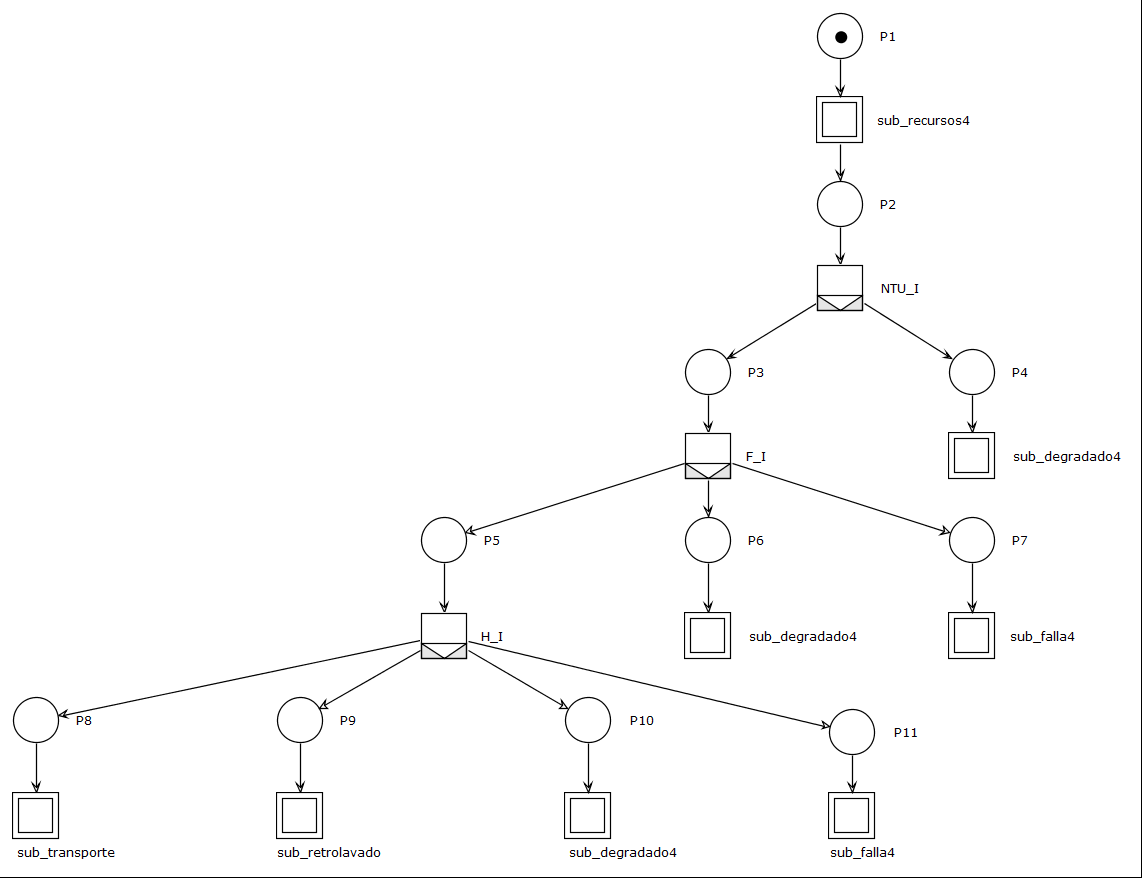 P1
sub_recursos4
P2
NTU_I
P3
P4
F_I
sub_degradado4
P5
P6
P7
H_I
sub_degradado4
sub_falla4
P8
P9
P10
P11
sub_transporte
sub_retrolavado
sub_degradado4
sub_falla4